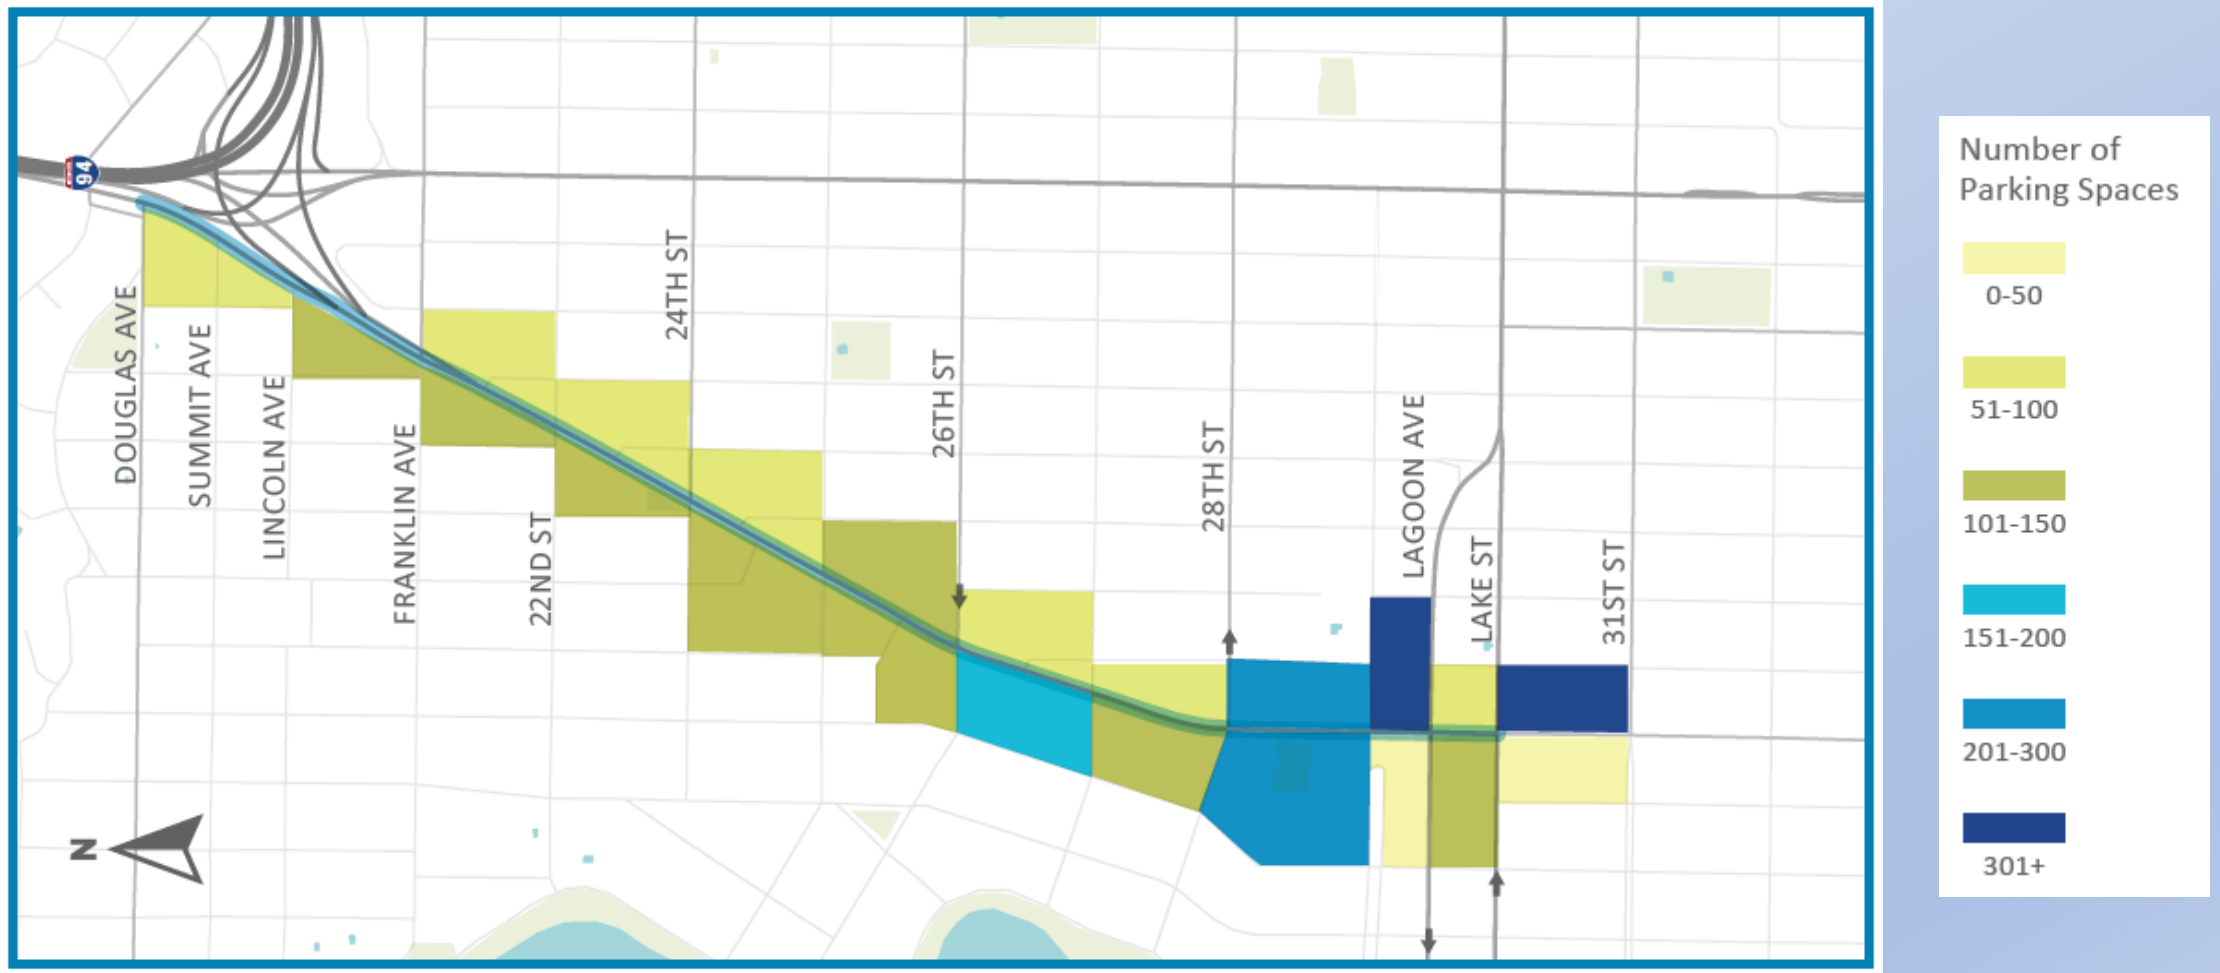 94
DOUGLAS AVE
SUMMIT AVE
LINCOLN AVE
FRANKLIN AVE
22ND ST
24TH ST
26TH ST
28TH ST
LAGOON AVE
LAKE ST
31ST ST
N
Number of
Parking Spaces
0-50
51-100
101-150
151-200
201-300
301+